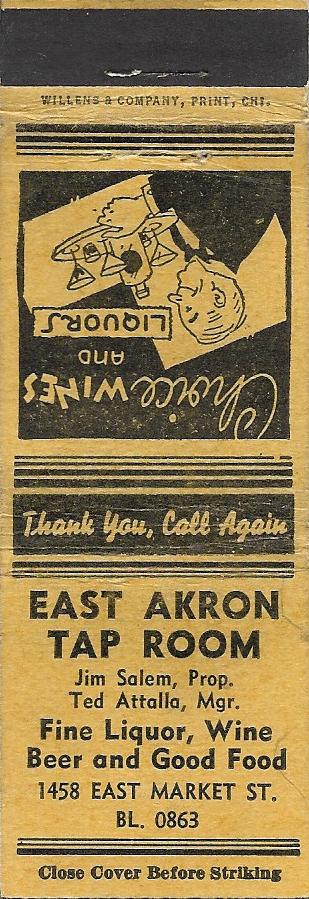 WILLENS & COMPANY, PRINT, CHI.
Choice WINES
AND
LIQUORS
Thank You, Call Again
EAST AKRON
TAP ROOM
Jim Salem, Prop.
Ted Attalla, Mgr.
Fine Liquor, Wine
Beer and Good Food
1458 EAST MARKET ST.
BL. 0863
Close Cover Before Striking